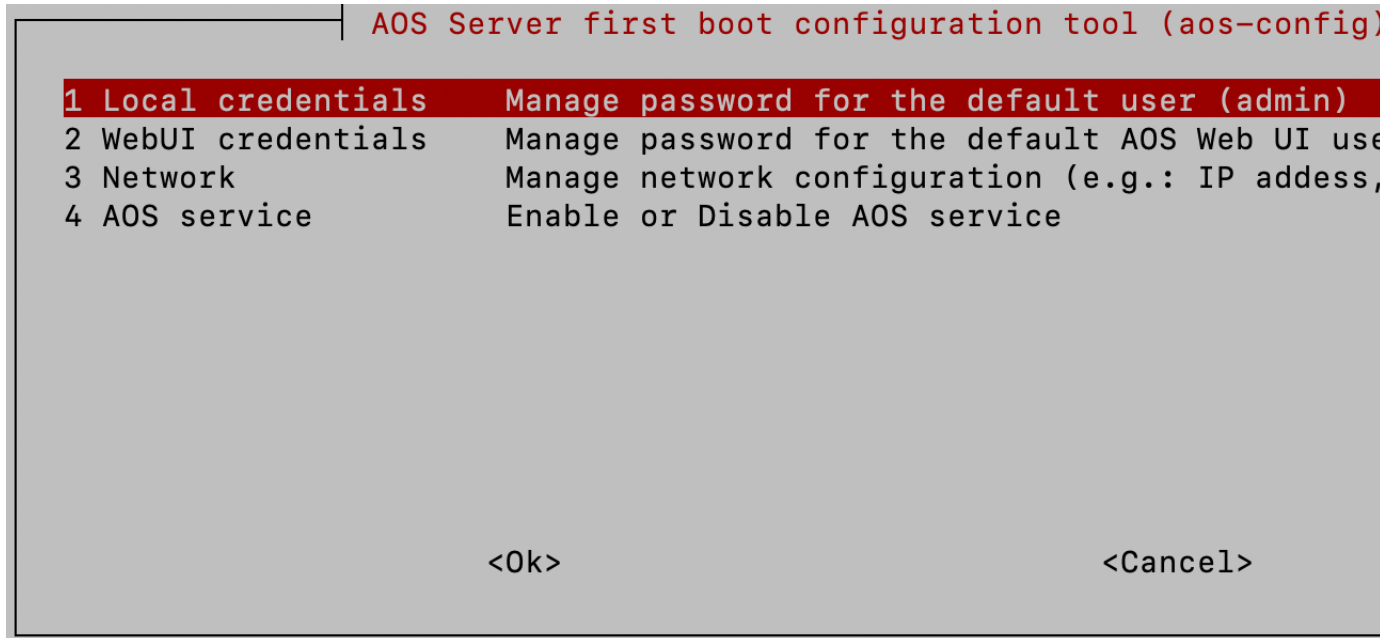 AOS Server first boot configuration tool (aos-config)
1 Local credentials Manage password for the default user (admin)
2 WebUI credentials Manage password for the default AOS Web UI use
3 Network Manage network configuration (e.g.: IP addess,
4 AOS service Enable or Disable AOS service
<Ok> <Cancel>